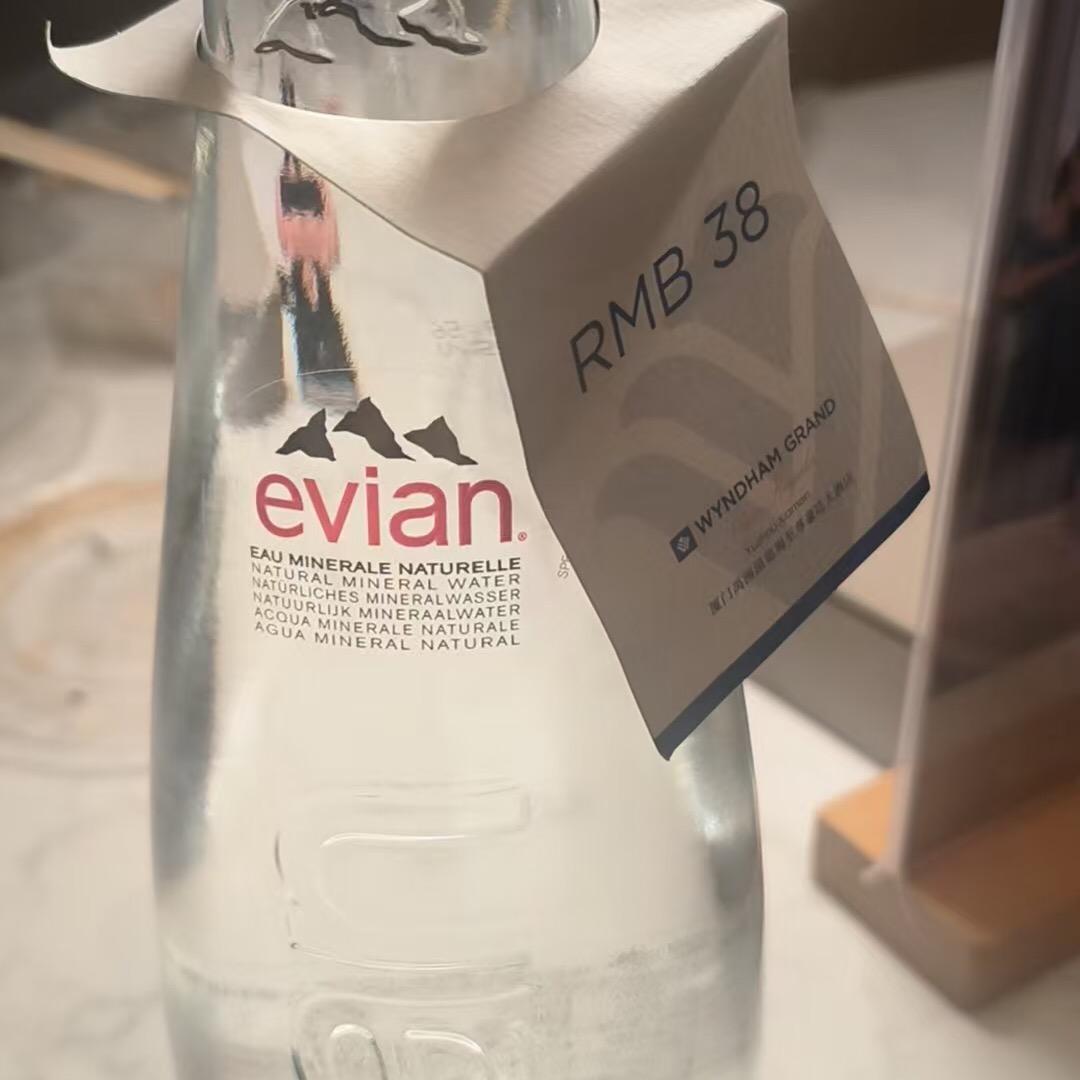 RMB 38
WYNDHAM GRAND
evian®
EAU MINERALE NATURELLE
NATURAL MINERAL WATER
NATÜRLICHES MINERALWASSER
NATUURLIJK MINERAALWATER
ACQUA MINERALE NATURALE
AGUA MINERAL NATURAL